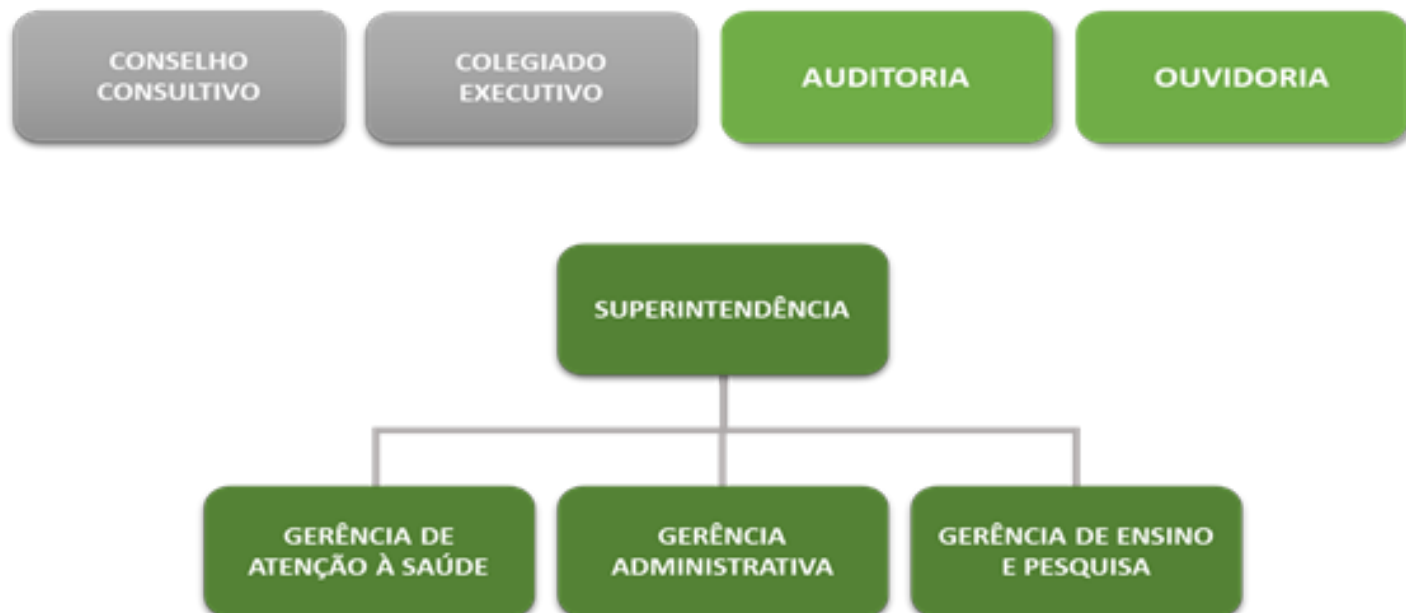 CONSELHO
CONSULTIVO
COLEGIADO
EXECUTIVO
AUDITORIA
OUVIDORIA
SUPERINTENDÊNCIA
GERÊNCIA DE
ATENÇÃO À SAÚDE
GERÊNCIA
ADMINISTRATIVA
GERÊNCIA DE ENSINO
E PESQUISA